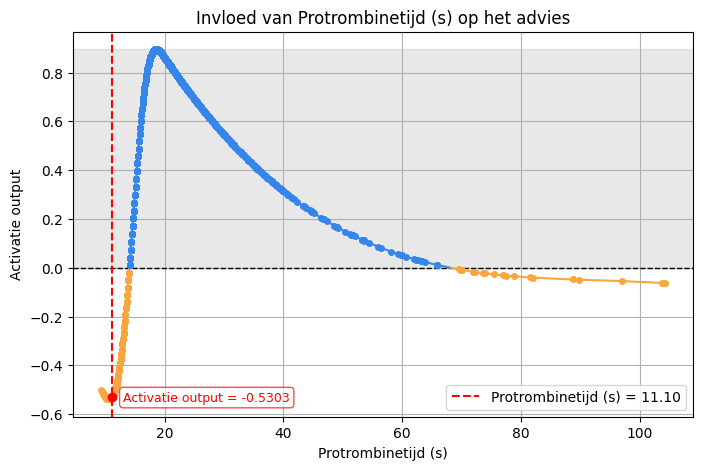 Invloed van Protrombinetijd (s) op het advies
Activatie output
0.8
0.6
0.4
0.2
0.0
−0.2
−0.4
−0.6
Activatie output = -0.5303
Protrombinetijd (s) = 11.10
20 40 60 80 100
Protrombinetijd (s)